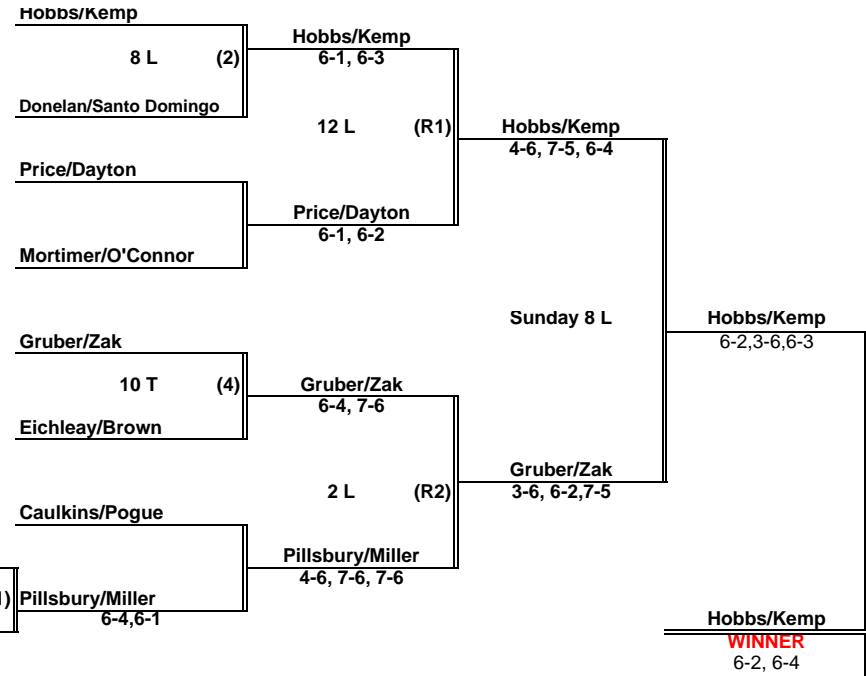 Hobbs/Kemp
Hobbs/Kemp
8 L (2)
6-1, 6-3
Donelan/Santo Domingo
12 L (R1)
Hobbs/Kemp
4-6, 7-5, 6-4
Price/Dayton
Price/Dayton
6-1, 6-2
Mortimer/O'Connor
Sunday 8 L
Hobbs/Kemp
6-2,3-6,6-3
Gruber/Zak
10 T (4)
Gruber/Zak
6-4, 7-6
Eichleay/Brown
Gruber/Zak
2 L (R2)
3-6, 6-2,7-5
Caulkins/Pogue
Pillsbury/Miller
4-6, 7-6, 7-6
Pillsbury/Miller
6-4,6-1
Hobbs/Kemp
WINNER
6-2, 6-4